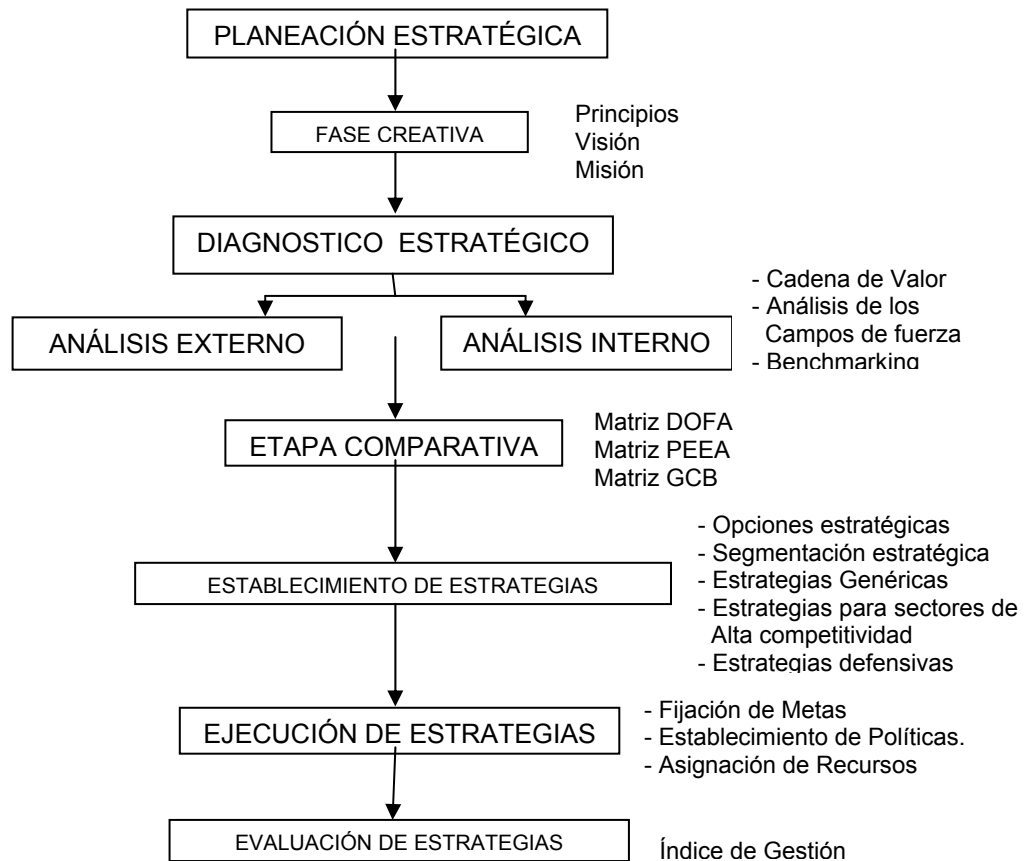 PLANEACIÓN ESTRATÉGICA
FASE CREATIVA
Principios
Visión
Misión
DIAGNOSTICO ESTRATÉGICO
ANÁLISIS EXTERNO
ANÁLISIS INTERNO
- Cadena de Valor
- Análisis de los
Campos de fuerza
- Benchmarking
ETAPA COMPARATIVA
Matriz DOFA
Matriz PEEA
Matriz GCB
ESTABLECIMIENTO DE ESTRATEGIAS
- Opciones estratégicas
- Segmentación estratégica
- Estrategias Genéricas
- Estrategias para sectores de
Alta competitividad
- Estrategias defensivas
EJECUCIÓN DE ESTRATEGIAS
- Fijación de Metas
- Establecimiento de Políticas.
- Asignación de Recursos
EVALUACIÓN DE ESTRATEGIAS
Índice de Gestión